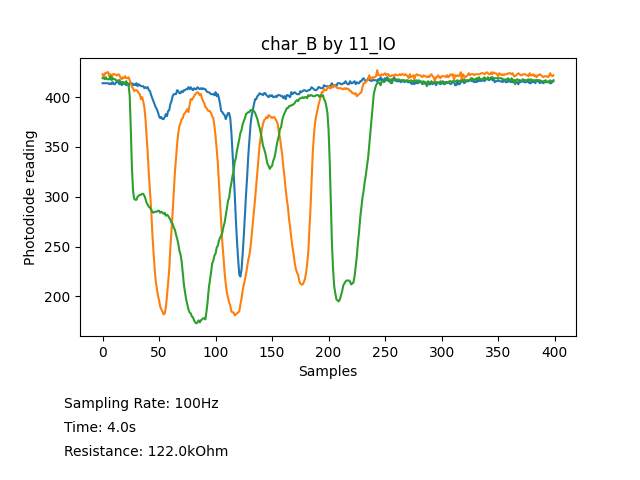 char_B by 11_IO
Photodiode reading
400
350
300
250
200
0 50 100 150 200 250 300 350 400
Samples
Sampling Rate: 100Hz
Time: 4.0s
Resistance: 122.0kOhm